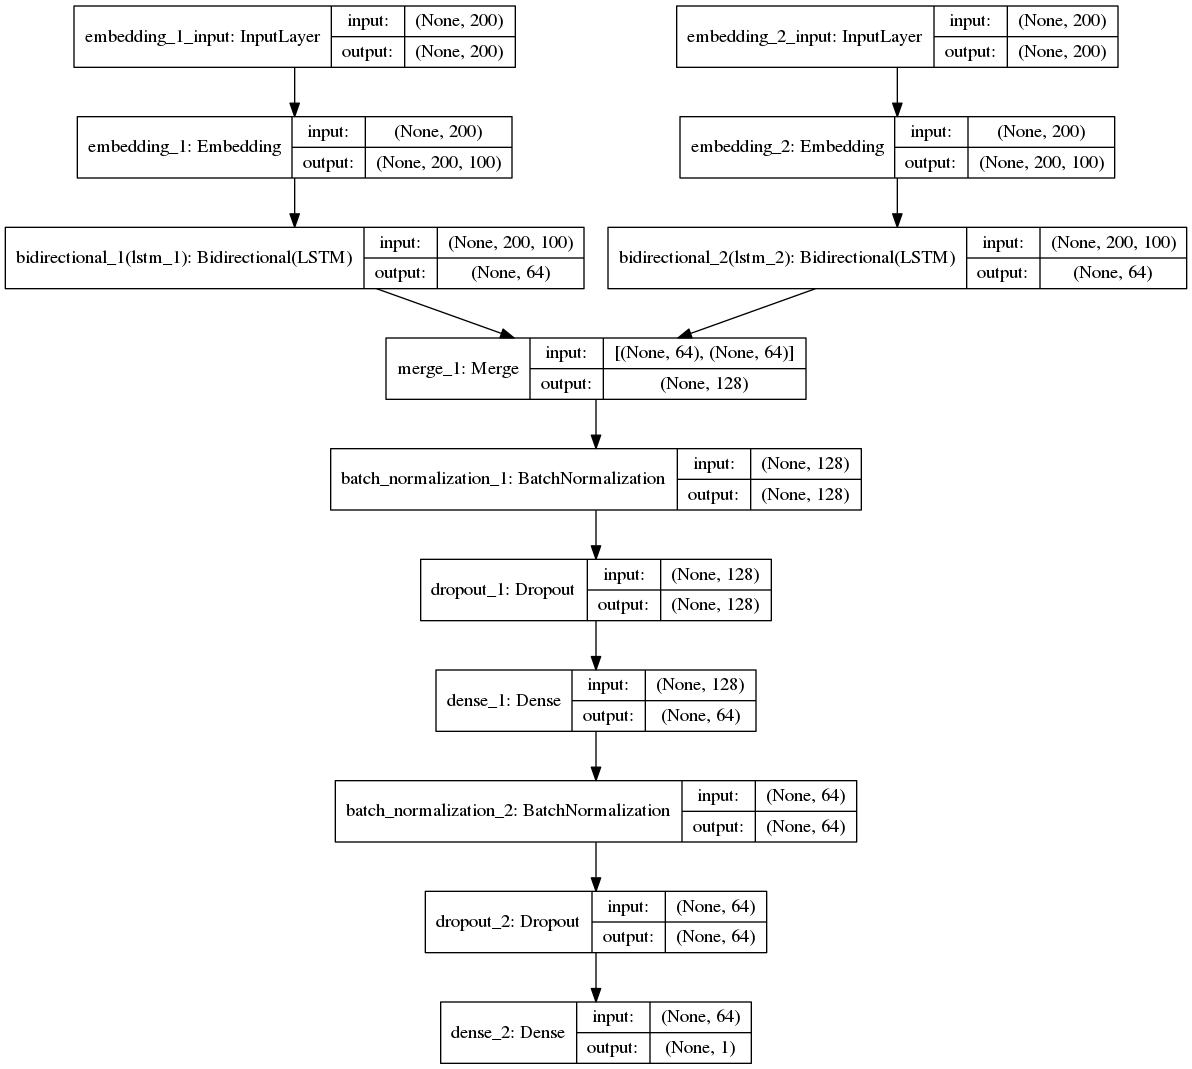 embedding_1_input: InputLayer
input: (None, 200)
output: (None, 200)
embedding_2_input: InputLayer
input: (None, 200)
output: (None, 200)
embedding_1: Embedding
input: (None, 200)
output: (None, 200, 100)
embedding_2: Embedding
input: (None, 200)
output: (None, 200, 100)
bidirectional_1(lstm_1): Bidirectional(LSTM)
input: (None, 200, 100)
output: (None, 64)
bidirectional_2(lstm_2): Bidirectional(LSTM)
input: (None, 200, 100)
output: (None, 64)
merge_1: Merge
input: [(None, 64), (None, 64)]
output: (None, 128)
batch_normalization_1: BatchNormalization
input: (None, 128)
output: (None, 128)
dropout_1: Dropout
input: (None, 128)
output: (None, 128)
dense_1: Dense
input: (None, 128)
output: (None, 64)
batch_normalization_2: BatchNormalization
input: (None, 64)
output: (None, 64)
dropout_2: Dropout
input: (None, 64)
output: (None, 64)
dense_2: Dense
input: (None, 64)
output: (None, 1)